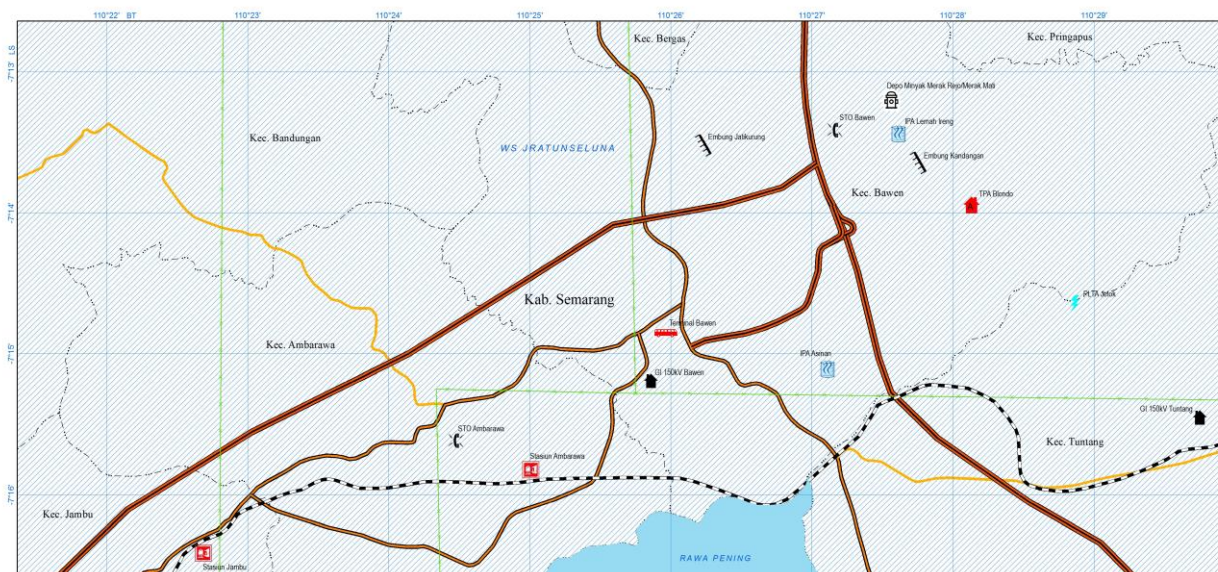 110°22' BT
110°23'
110°24'
110°25'
110°26'
110°27'
110°28'
110°29'
-7°13' LS
-7°14'
-7°15'
-7°16'
Kec. Bergas
Kec. Pringapus
Depo Minyak Merak Rejo/Merak Mati
STO Bawen
IPA Lemah Ireng
Kec. Bandungan
WS JRATUNSELUNA
Embung Jatikurung
Embung Kandangan
Kec. Bawen
TPA Blondo
Kab. Semarang
PLTA Jelok
Terminal Bawen
Kec. Ambarawa
IPA Asinan
GI 150kV Bawen
GI 150kV Tuntang
STO Ambarawa
Kec. Tuntang
Stasiun Ambarawa
Kec. Jambu
Stasiun Jambu
RAWA PENING